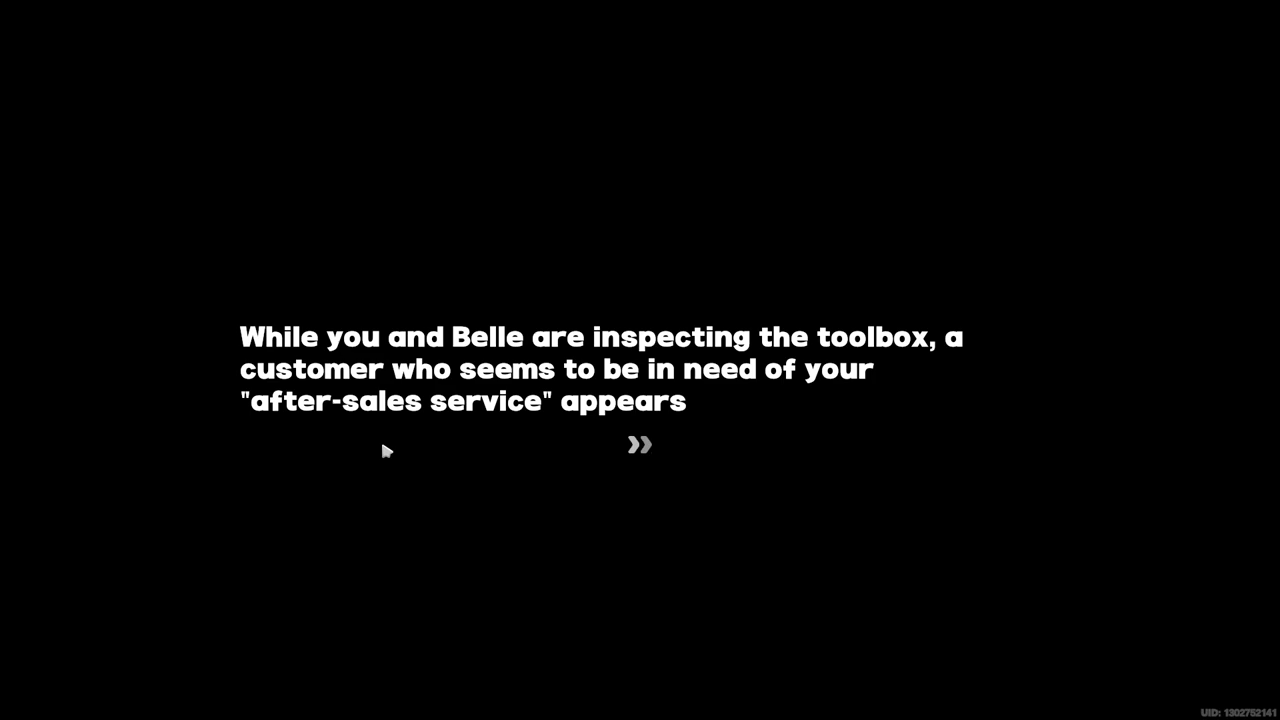 While you and Belle are inspecting the toolbox, a
customer who seems to be in need of your
"after-sales service" appears
UID: 1302752141